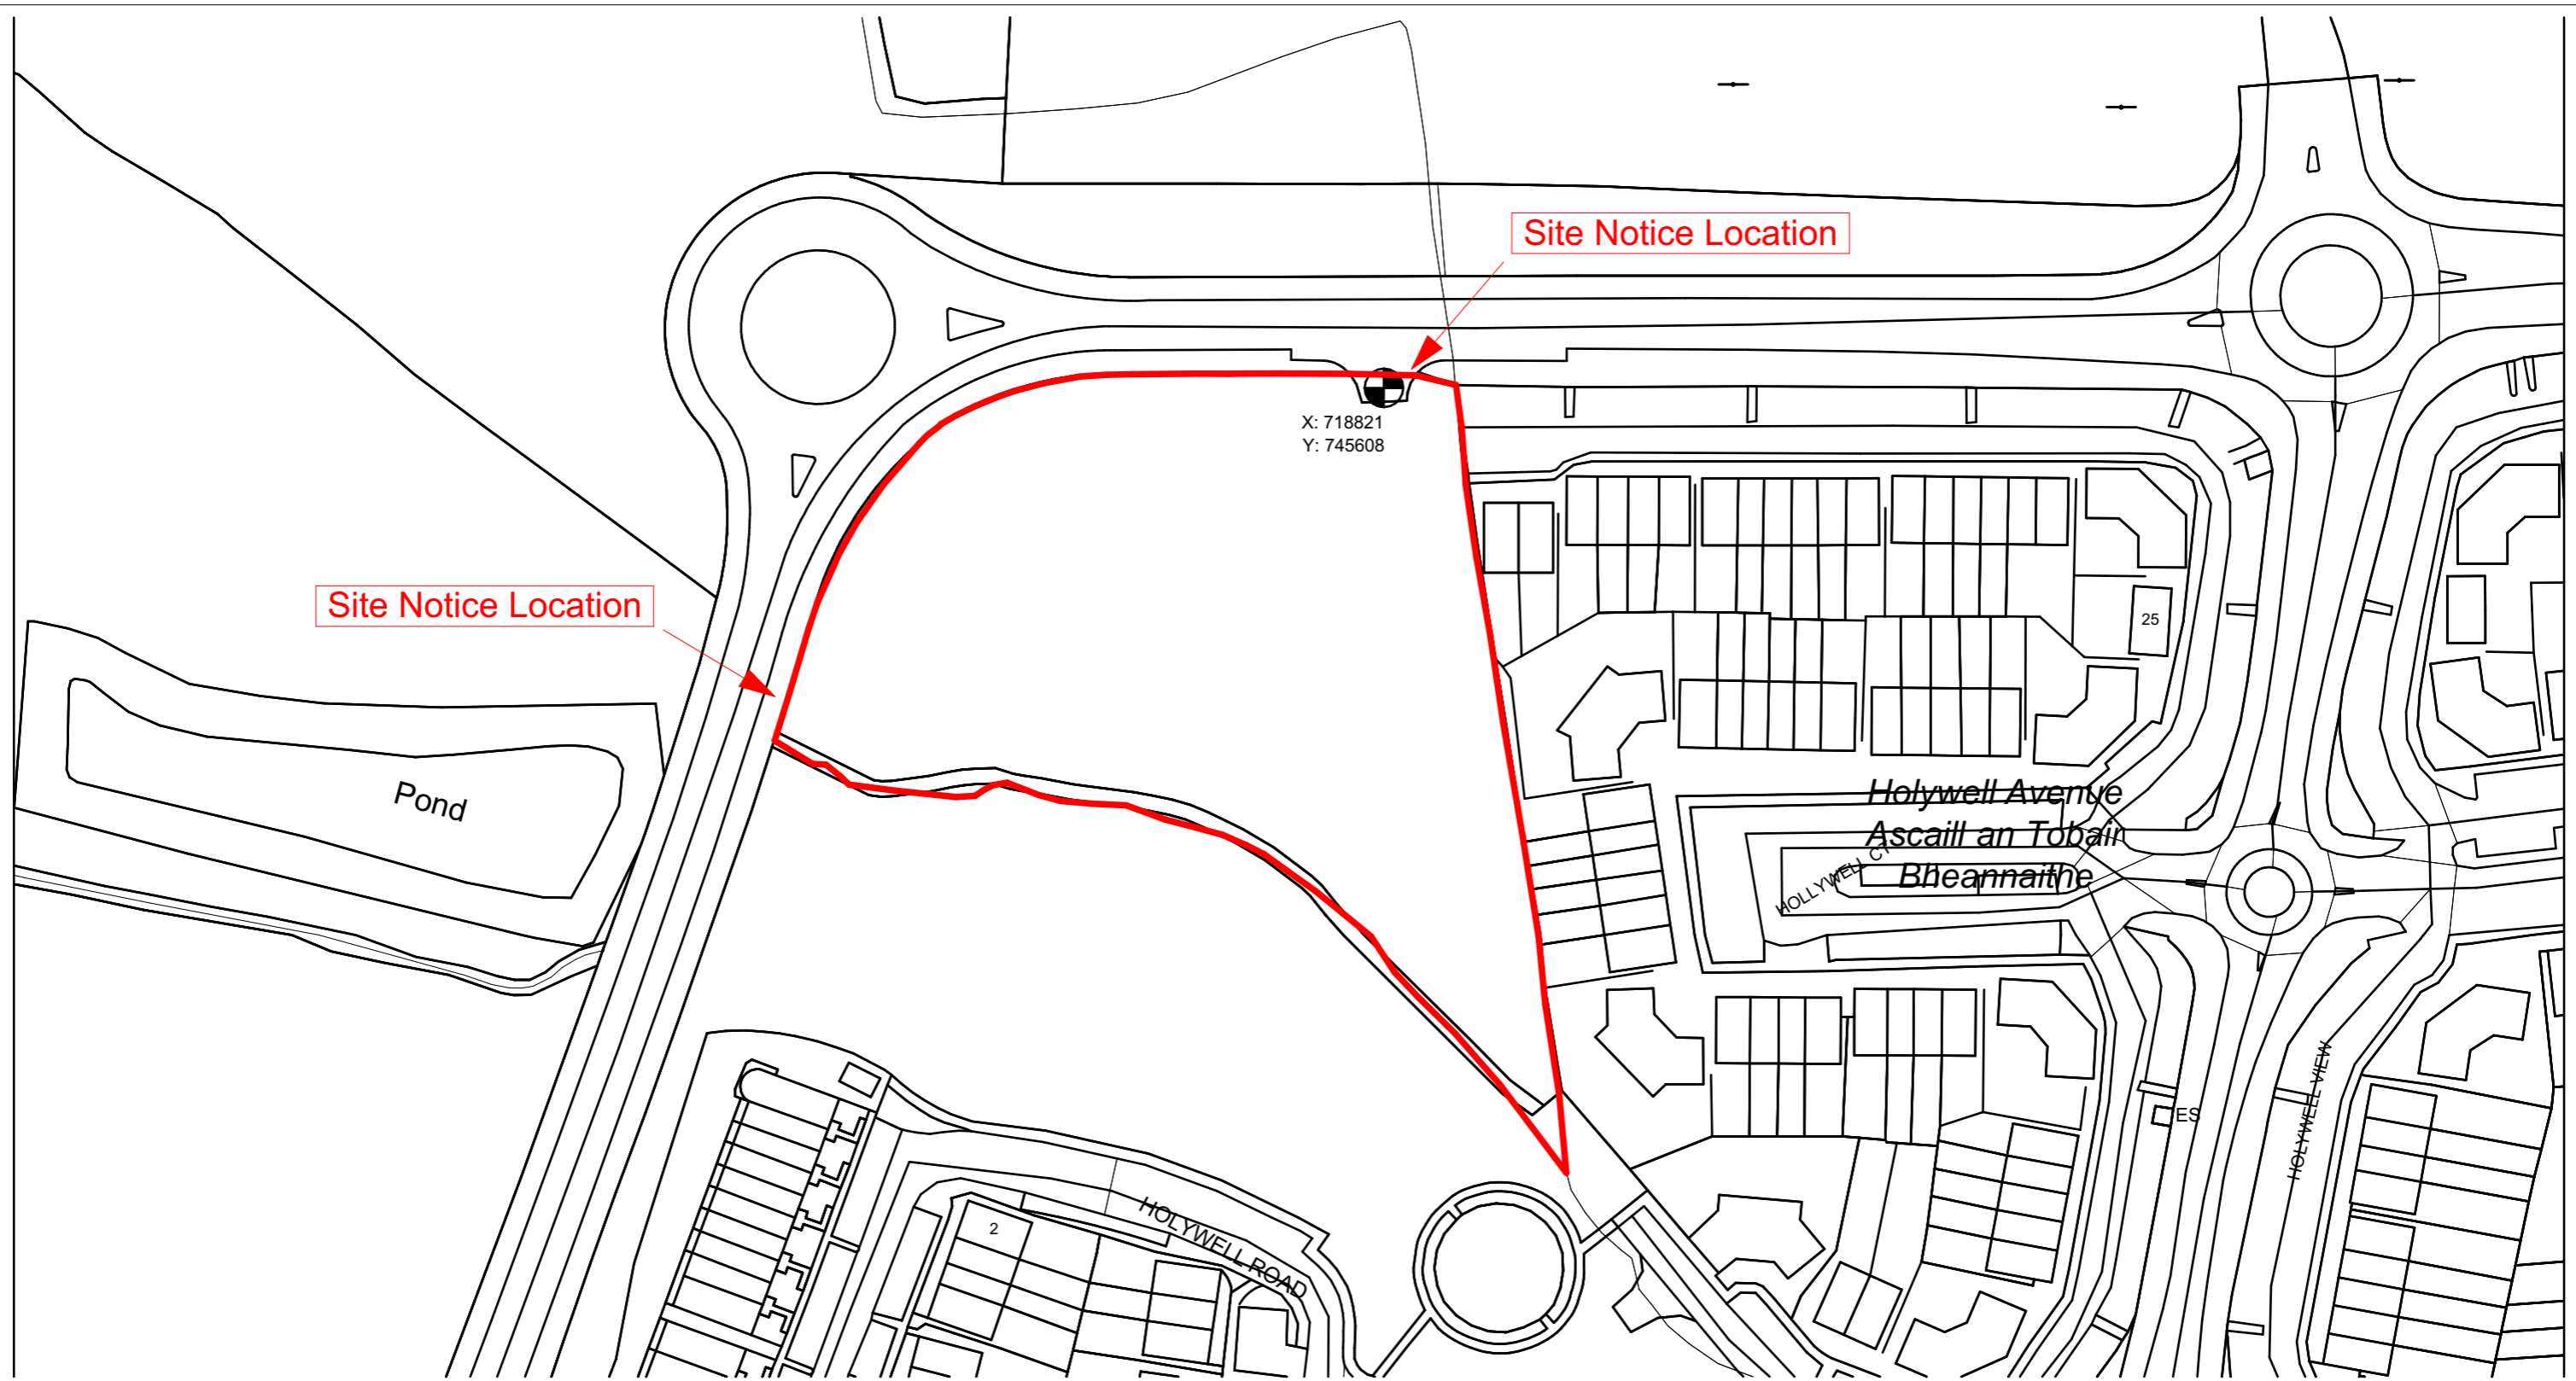 Site Notice Location
X: 718821
Y: 745608
Site Notice Location
25
Pond
Holywell Avenue
Ascaill an Tobair
Bheannaithe
HOLLYWELL CT
HOLYWELL VIEW
ES
HOLYWELL ROAD
2